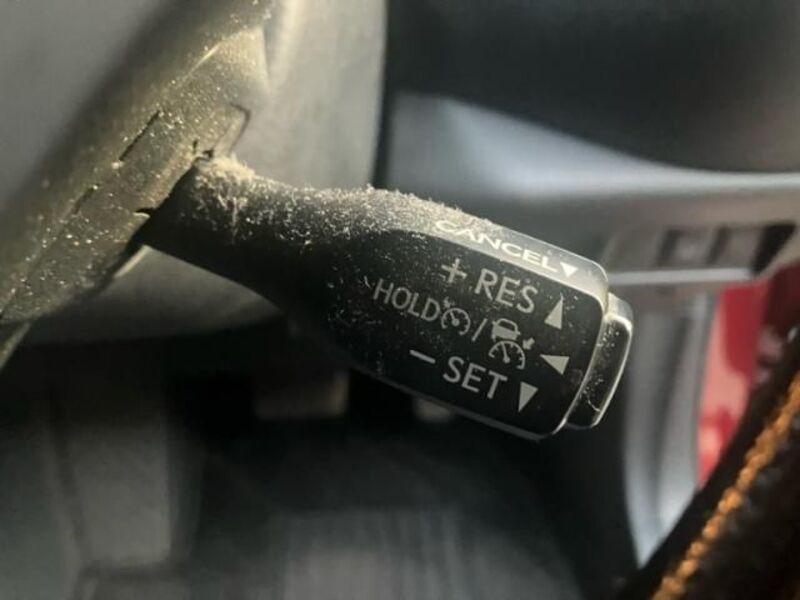 CANCEL▼
+ RES ▲
HOLD /
− SET ▼